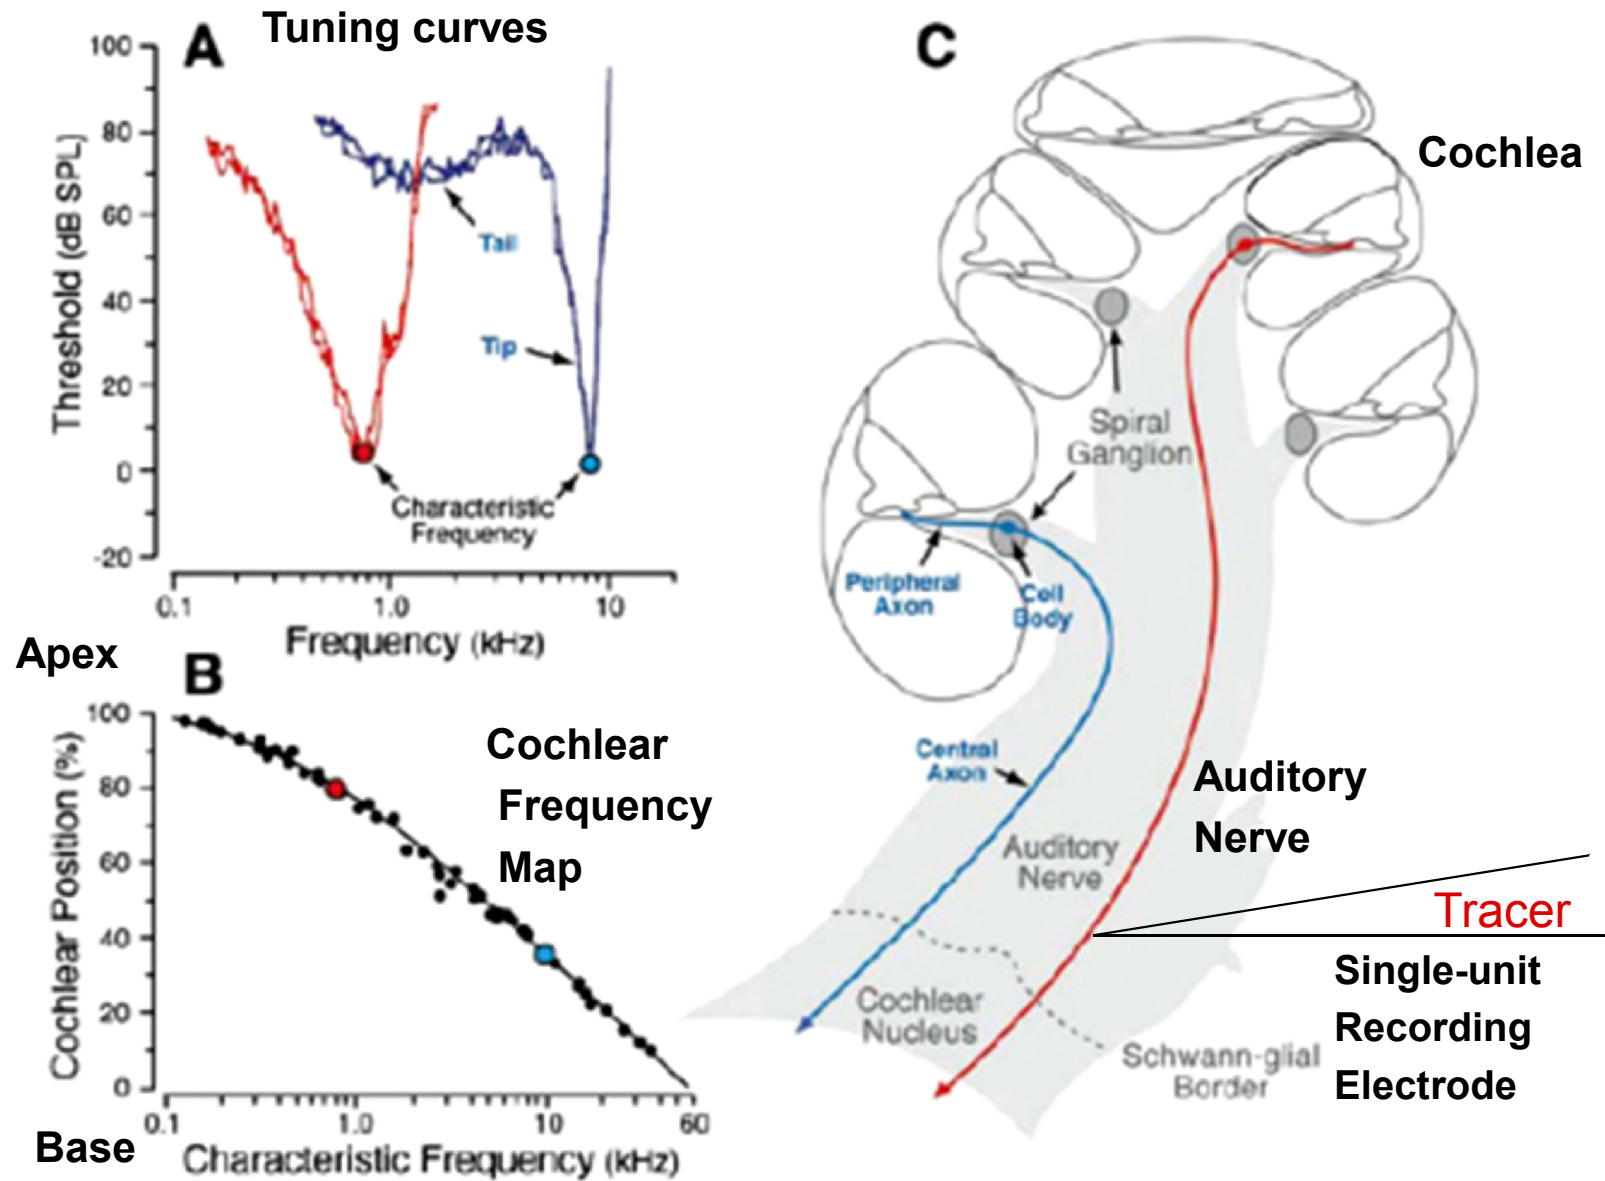 A
Tuning curves
100
80
60
40
20
0
-20
Threshold (dB SPL)
Tail
Tip
Characteristic
Frequency
0.1
1.0
10
Frequency (kHz)
Apex
B
100
80
60
40
20
0
Cochlear Position (%)
Cochlear
Frequency
Map
0.1
1.0
10
60
Base
Characteristic Frequency (kHz)
C
Cochlea
Spiral
Ganglion
Peripheral
Axon
Cell
Body
Central
Axon
Auditory
Nerve
Auditory
Nerve
Tracer
Single-unit
Recording
Electrode
Cochlear
Nucleus
Schwann-glial
Border